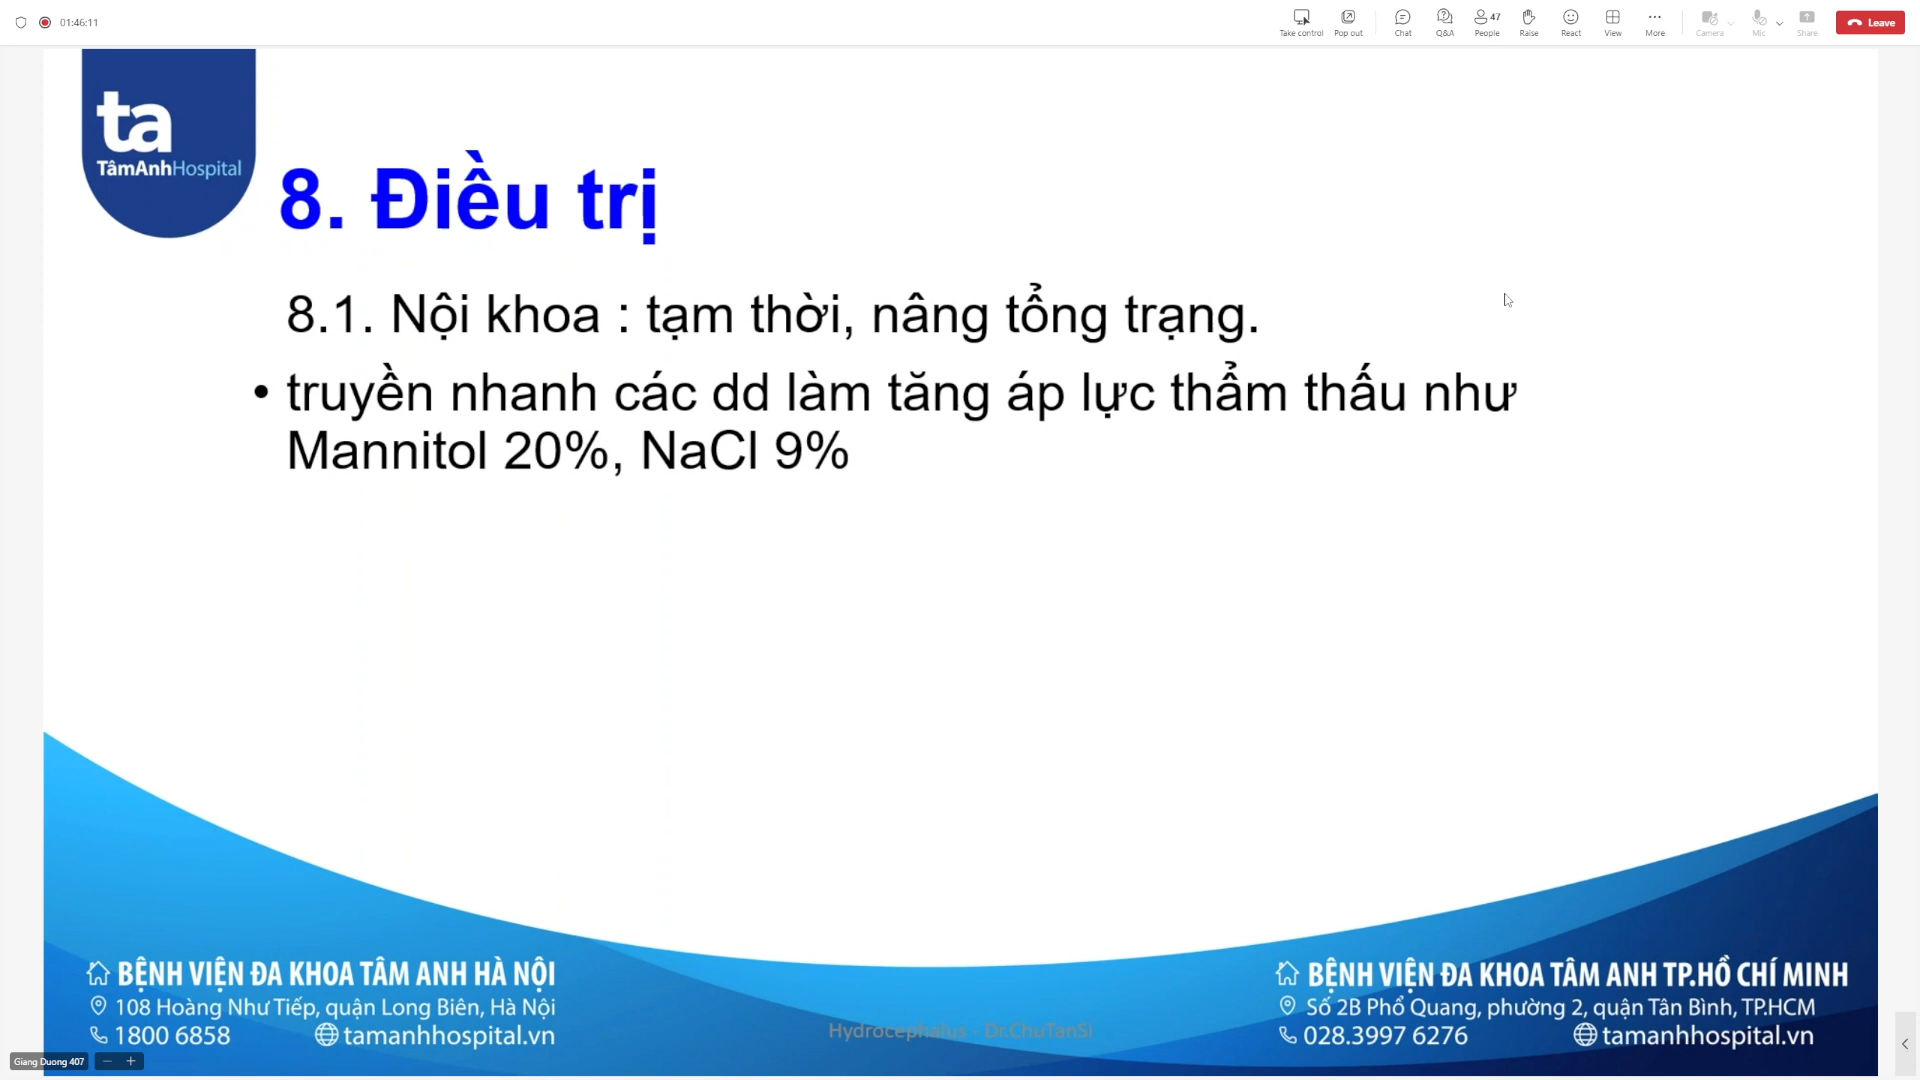 01:46:11
Take control
Pop out
Chat
Q&A
47
People
Raise
React
View
More
Camera
Mic
Share
Leave
ta
TâmAnhHospital
8. Điều trị
8.1. Nội khoa : tạm thời, nâng tổng trạng.
• truyền nhanh các dd làm tăng áp lực thẩm thấu như
Mannitol 20%, NaCl 9%
BỆNH VIỆN ĐA KHOA TÂM ANH HÀ NỘI
108 Hoàng Như Tiếp, quận Long Biên, Hà Nội
1800 6858
tamanhhospital.vn
Hydrocephalus - Dr.ChuTanSi
BỆNH VIỆN ĐA KHOA TÂM ANH TP.HỒ CHÍ MINH
Số 2B Phổ Quang, phường 2, quận Tân Bình, TP.HCM
028.3997 6276
tamanhhospital.vn
Giang Duong 407